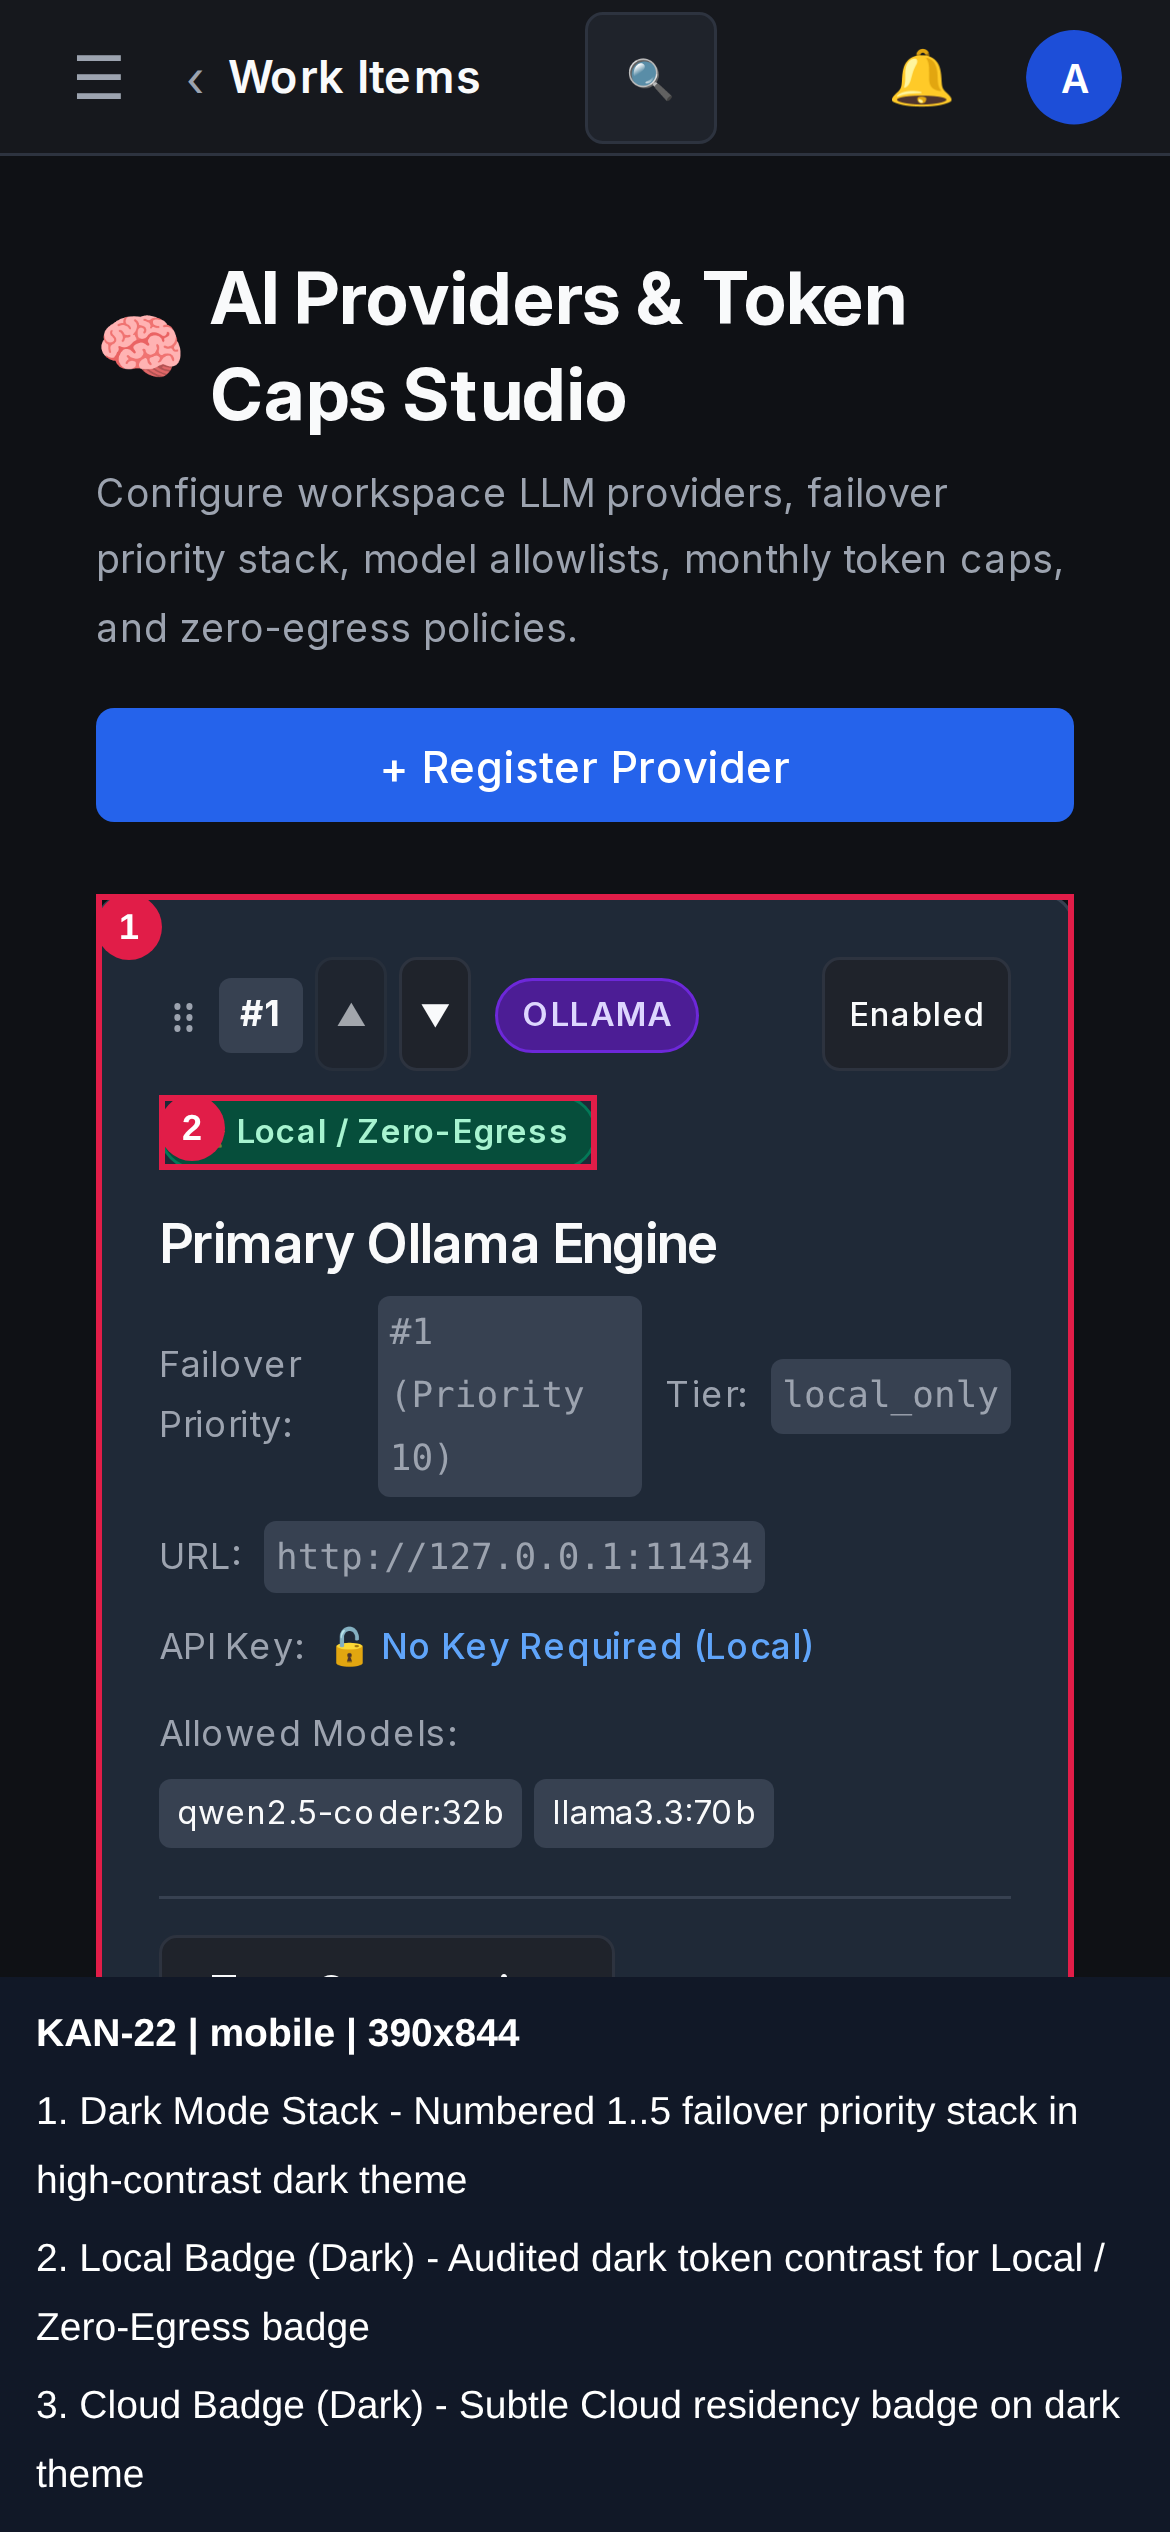 Work Items
A
AI Providers & Token
Caps Studio
Configure workspace LLM providers, failover
priority stack, model allowlists, monthly token caps,
and zero-egress policies.
+ Register Provider
1
#1
OLLAMA
Enabled
2
Local / Zero-Egress
Primary Ollama Engine
Failover
Priority:
#1
(Priority
10)
Tier:
local_only
URL:
http://127.0.0.1:11434
API Key:
No Key Required (Local)
Allowed Models:
qwen2.5-coder:32b
llama3.3:70b
KAN-22 | mobile | 390x844
1. Dark Mode Stack - Numbered 1..5 failover priority stack in
high-contrast dark theme
2. Local Badge (Dark) - Audited dark token contrast for Local /
Zero-Egress badge
3. Cloud Badge (Dark) - Subtle Cloud residency badge on dark
theme